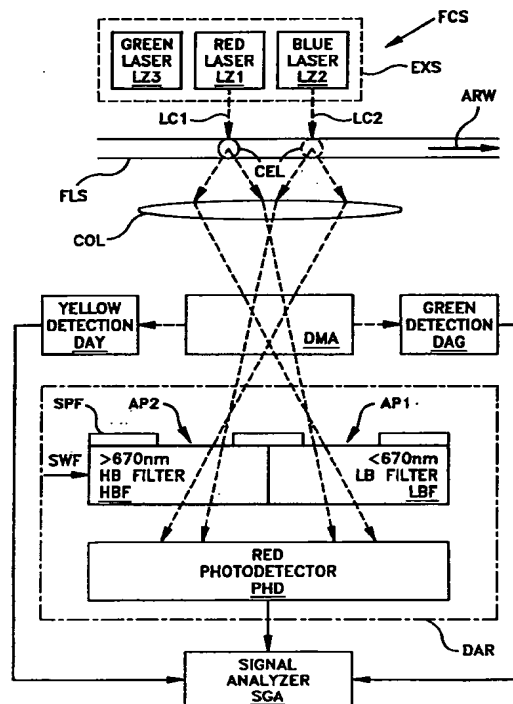 FCS
GREEN LASER LZ3
RED LASER LZ1
BLUE LASER LZ2
EXS
LC1
LC2
ARW
CEL
FLS
COL
YELLOW DETECTION DAY
DMA
GREEN DETECTION DAG
SPF
AP2
AP1
SWF
>670nm HB FILTER HBF
<670nm LB FILTER LBF
RED PHOTODETECTOR PHD
DAR
SIGNAL ANALYZER SGA